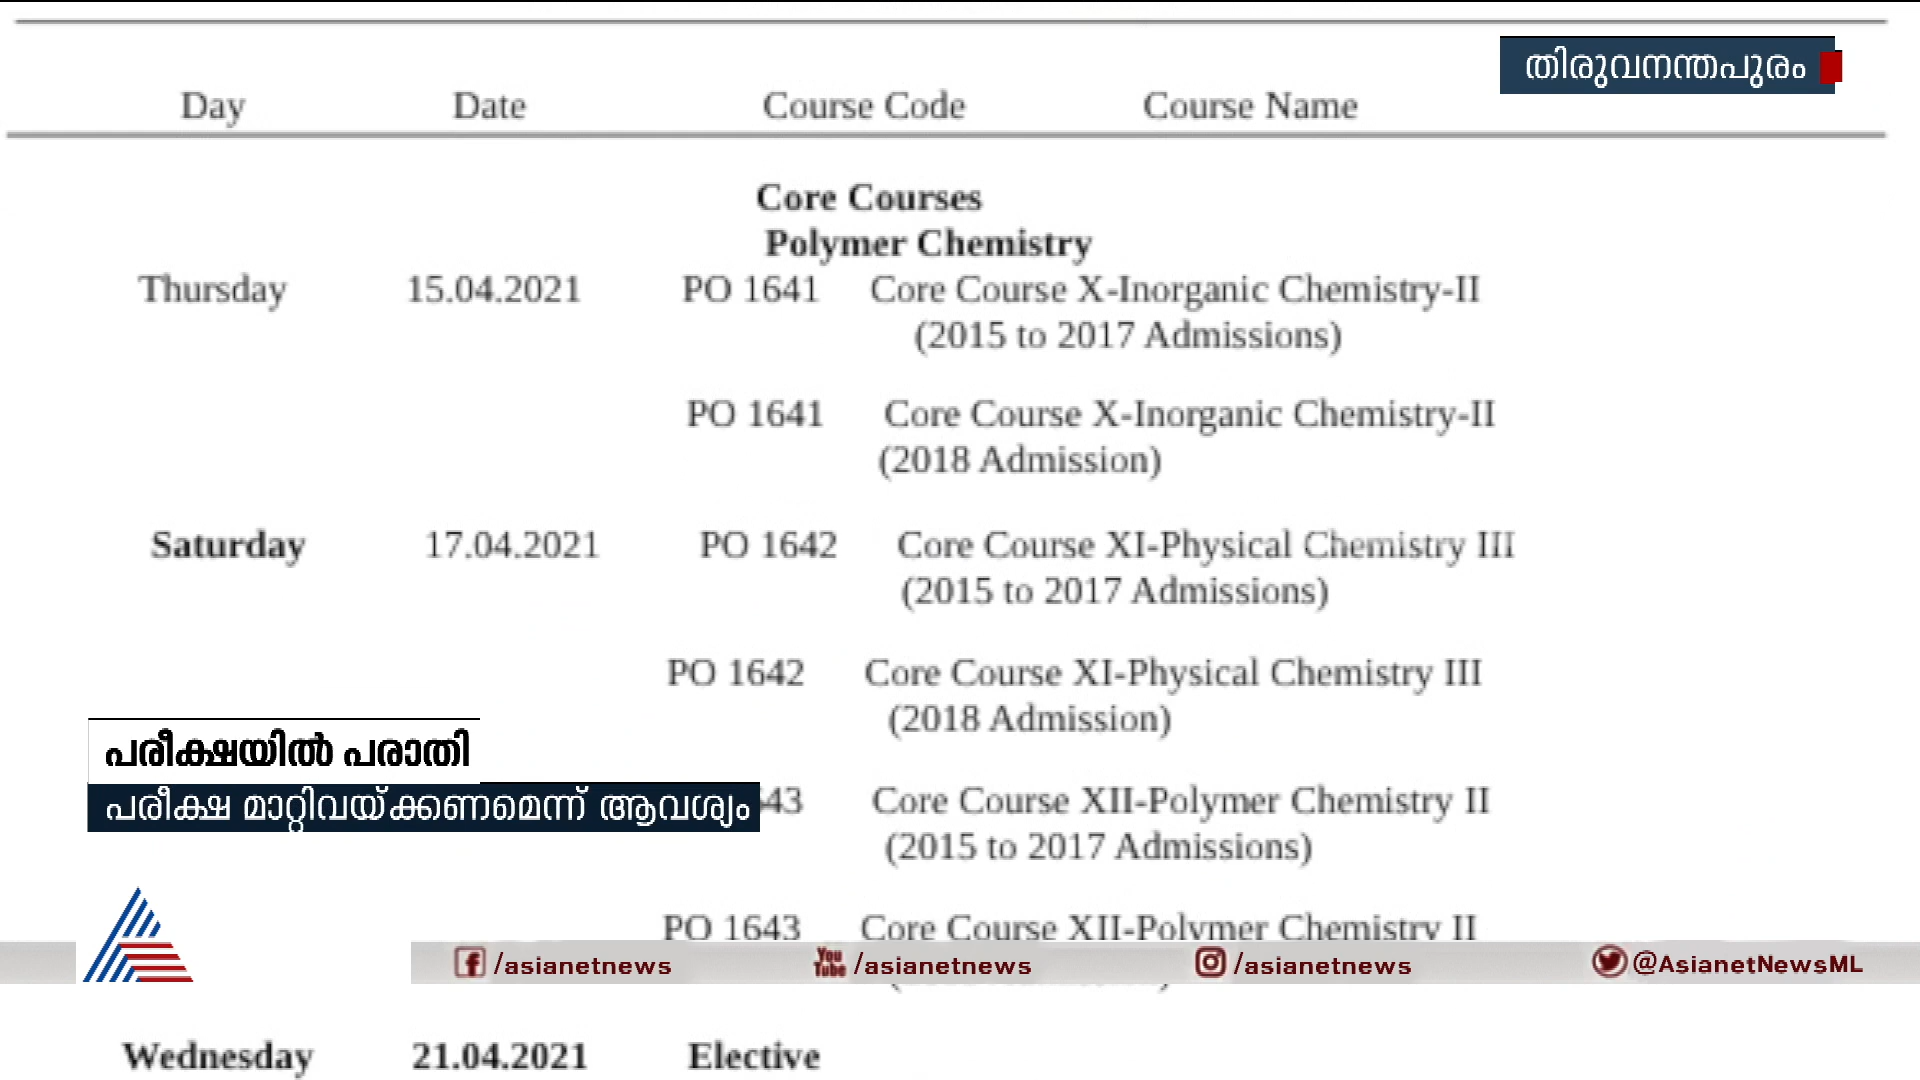 തിരുവനന്തപുരം
Day Date Course Code Course Name
Core Courses
Polymer Chemistry
Thursday 15.04.2021 PO 1641 Core Course X-Inorganic Chemistry-II
(2015 to 2017 Admissions)
PO 1641 Core Course X-Inorganic Chemistry-II
(2018 Admission)
Saturday 17.04.2021 PO 1642 Core Course XI-Physical Chemistry III
(2015 to 2017 Admissions)
PO 1642 Core Course XI-Physical Chemistry III
(2018 Admission)
പരീക്ഷയിൽ പരാതി
പരീക്ഷ മാറ്റിവയ്ക്കണമെന്ന് ആവശ്യം
43 Core Course XII-Polymer Chemistry II
(2015 to 2017 Admissions)
PO 1643 Core Course XII-Polymer Chemistry II
/asianetnews You Tube /asianetnews /asianetnews @AsianetNewsML
Wednesday 21.04.2021 Elective